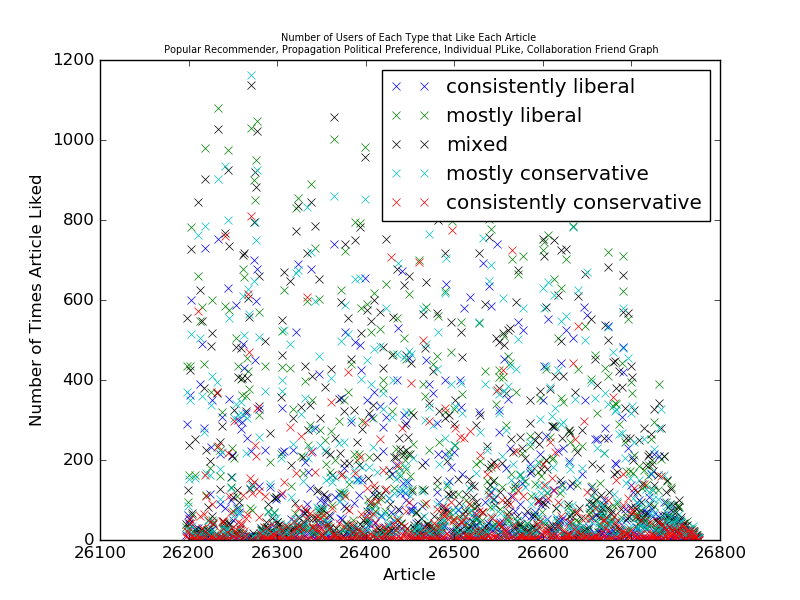 Number of Users of Each Type that Like Each Article
Popular Recommender, Propagation Political Preference, Individual PLike, Collaboration Friend Graph
1200
1000
800
600
400
200
0
Number of Times Article Liked
consistently liberal
mostly liberal
mixed
mostly conservative
consistently conservative
26100 26200 26300 26400 26500 26600 26700 26800
Article